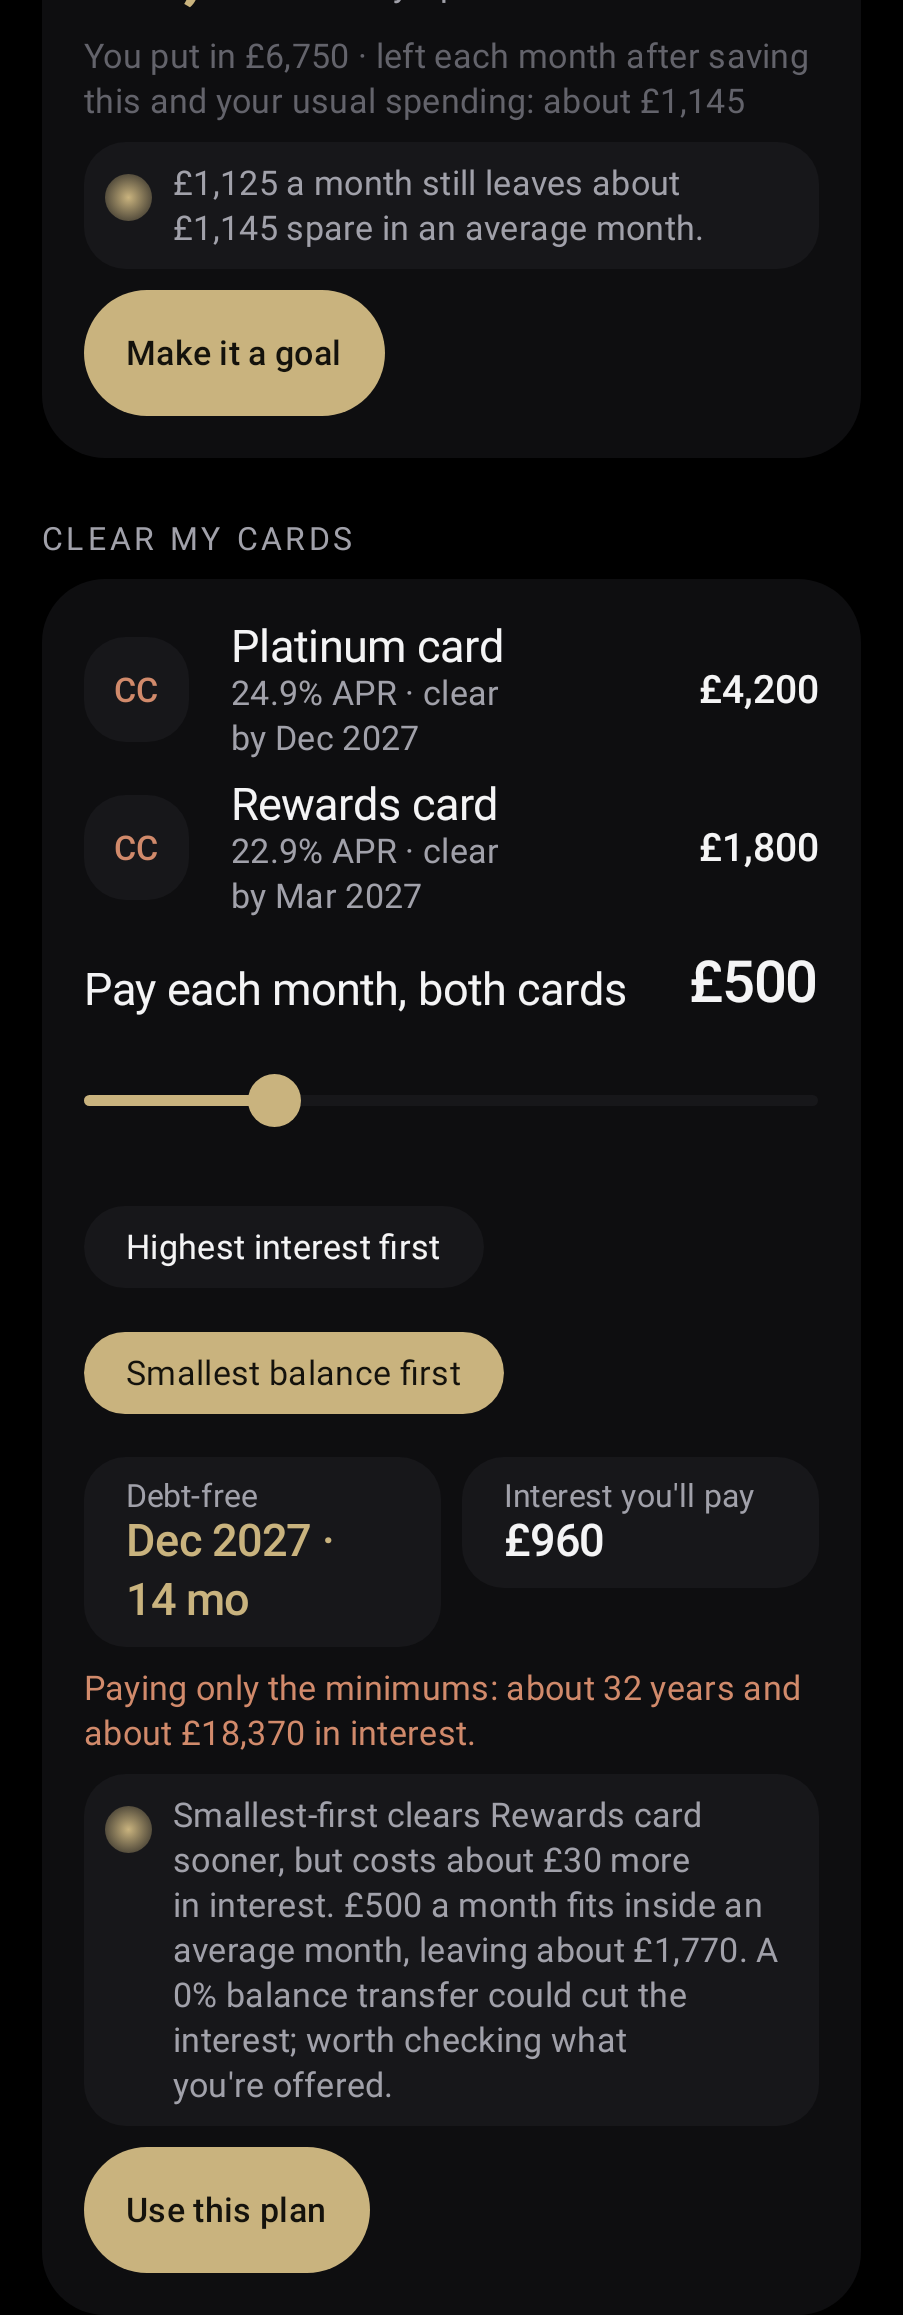 You put in £6,750 · left each month after saving
this and your usual spending: about £1,145
£1,125 a month still leaves about
£1,145 spare in an average month.
Make it a goal
CLEAR MY CARDS
CC
Platinum card
24.9% APR · clear
by Dec 2027
£4,200
CC
Rewards card
22.9% APR · clear
by Mar 2027
£1,800
Pay each month, both cards
£500
Highest interest first
Smallest balance first
Debt-free
Dec 2027 ·
14 mo
Interest you'll pay
£960
Paying only the minimums: about 32 years and
about £18,370 in interest.
Smallest-first clears Rewards card
sooner, but costs about £30 more
in interest. £500 a month fits inside an
average month, leaving about £1,770. A
0% balance transfer could cut the
interest; worth checking what
you're offered.
Use this plan